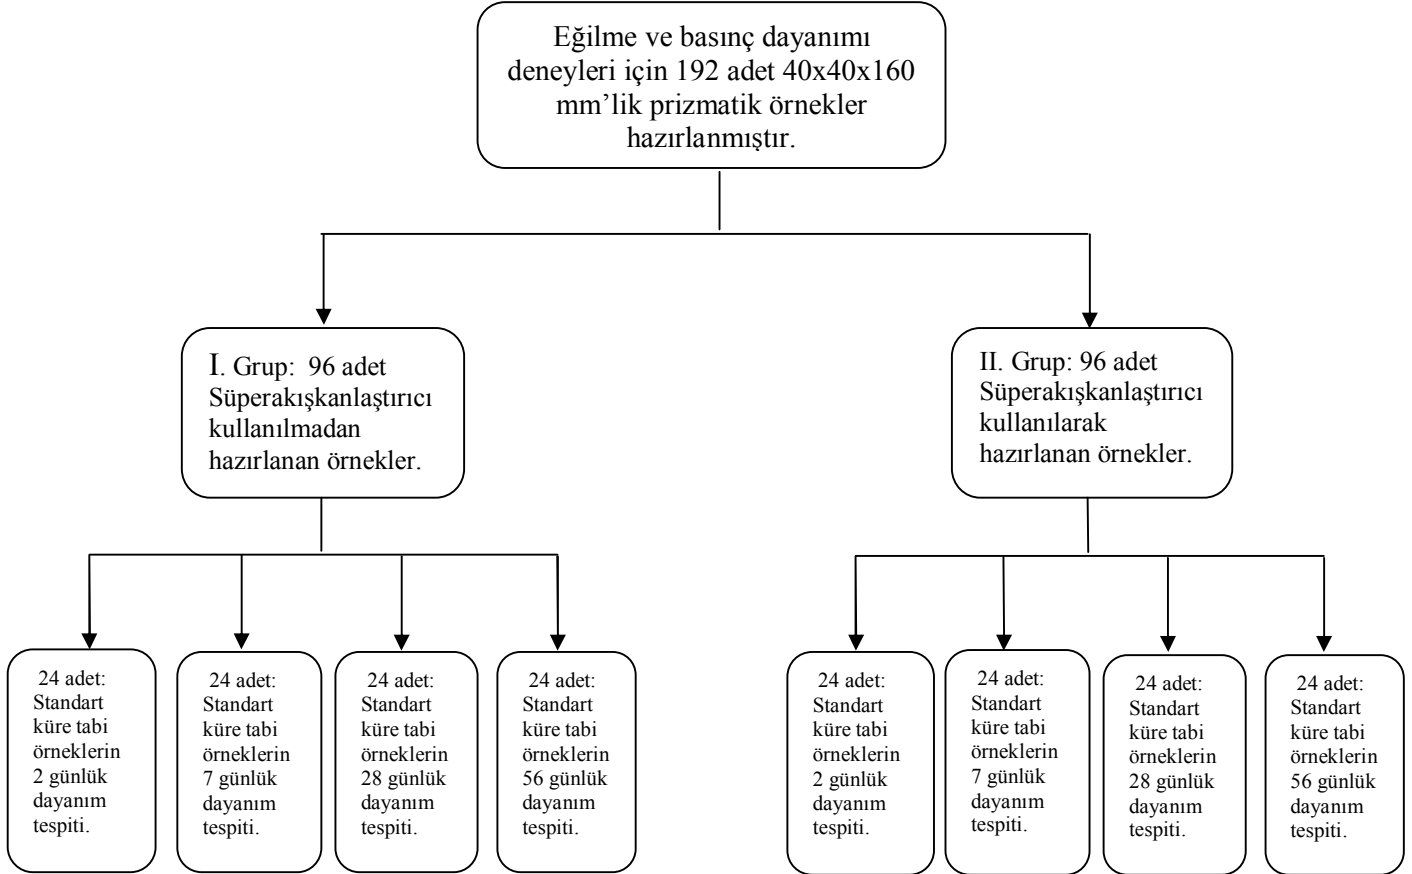 Eğilme ve basınç dayanımı
deneyleri için 192 adet 40x40x160
mm’lik prizmatik örnekler
hazırlanmıştır.
I. Grup: 96 adet
Süperakışkanlaştırıcı
kullanılmadan
hazırlanan örnekler.
II. Grup: 96 adet
Süperakışkanlaştırıcı
kullanılarak
hazırlanan örnekler.
24 adet:
Standart
küre tabi
örneklerin
2 günlük
dayanım
tespiti.
24 adet:
Standart
küre tabi
örneklerin
7 günlük
dayanım
tespiti.
24 adet:
Standart
küre tabi
örneklerin
28 günlük
dayanım
tespiti.
24 adet:
Standart
küre tabi
örneklerin
56 günlük
dayanım
tespiti.
24 adet:
Standart
küre tabi
örneklerin
2 günlük
dayanım
tespiti.
24 adet:
Standart
küre tabi
örneklerin
7 günlük
dayanım
tespiti.
24 adet:
Standart
küre tabi
örneklerin
28 günlük
dayanım
tespiti.
24 adet:
Standart
küre tabi
örneklerin
56 günlük
dayanım
tespiti.